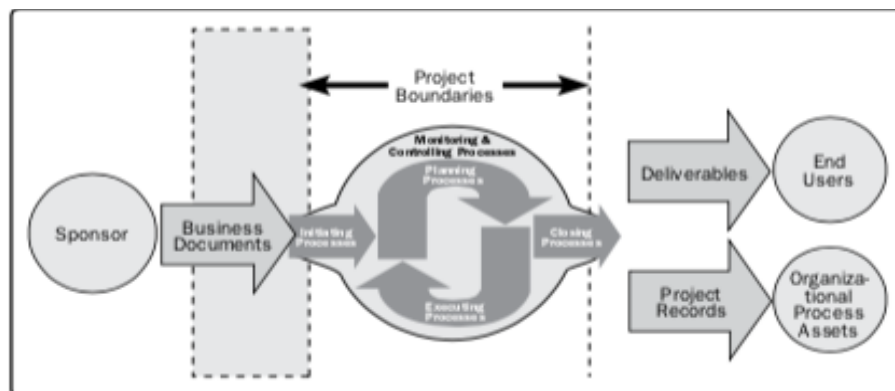 Project
Boundaries
Monitoring &
Controlling Processes
Planning
Processes
Sponsor
Business
Documents
Initiating
Processes
Closing
Processes
Executing
Processes
Deliverables
End
Users
Project
Records
Organiza-
tional
Process
Assets